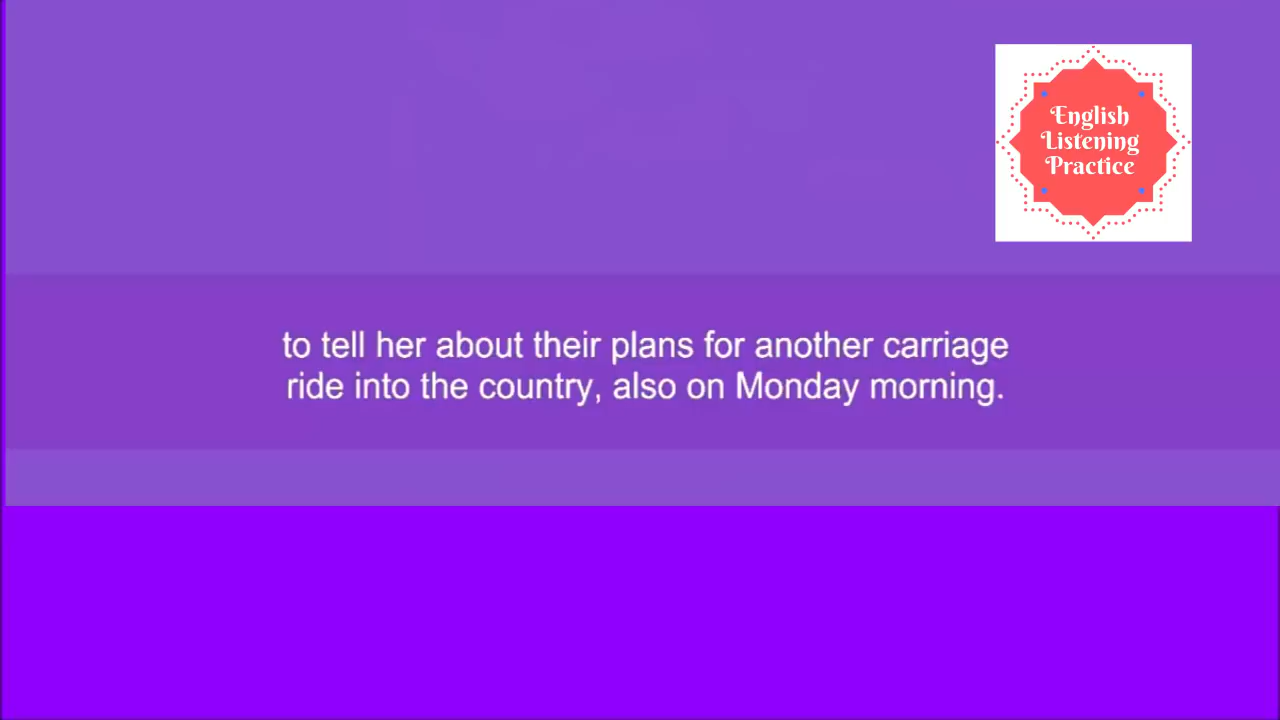 English
Listening
Practice
to tell her about their plans for another carriage
ride into the country, also on Monday morning.